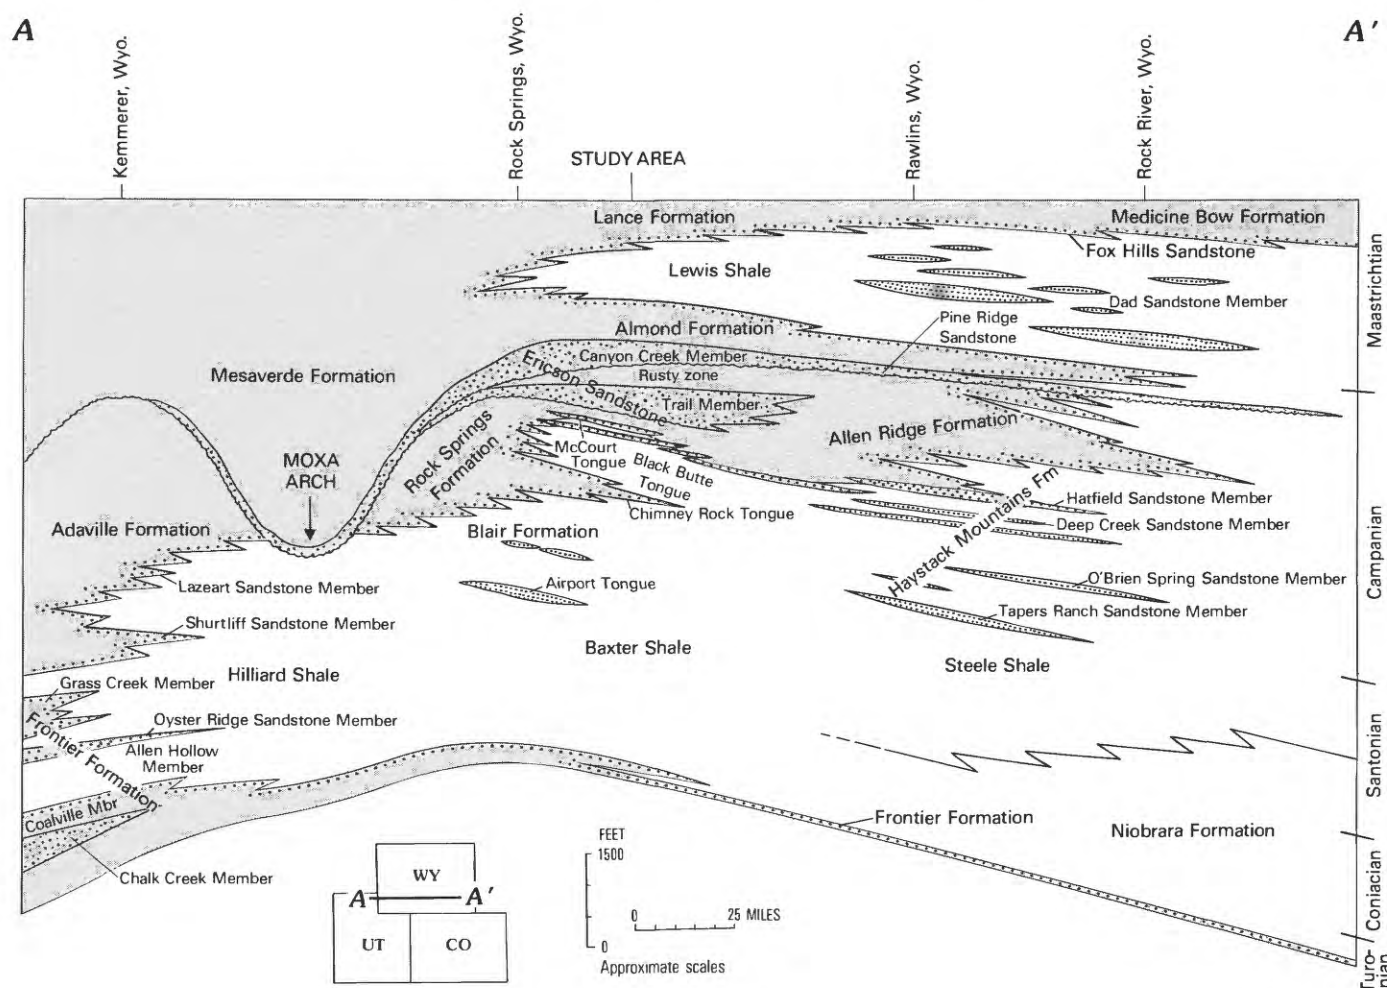 A
A'
Kemmerer, Wyo.
Rock Springs, Wyo.
STUDY AREA
Rawlins, Wyo.
Rock River, Wyo.
Lance Formation
Medicine Bow Formation
Fox Hills Sandstone
Lewis Shale
Dad Sandstone Member
Almond Formation
Pine Ridge
Sandstone
Canyon Creek Member
Rusty zone
Ericson Sandstone
Trail Member
Mesaverde Formation
Rock Springs
Formation
McCourt
Tongue
Black Butte
Tongue
Allen Ridge Formation
MOXA
ARCH
Chimney Rock Tongue
Hatfield Sandstone Member
Haystack Mountains Fm
Deep Creek Sandstone Member
Adaville Formation
Blair Formation
Lazeart Sandstone Member
Airport Tongue
O'Brien Spring Sandstone Member
Tapers Ranch Sandstone Member
Shurtliff Sandstone Member
Baxter Shale
Steele Shale
Hilliard Shale
Grass Creek Member
Oyster Ridge Sandstone Member
Frontier Formation
Allen Hollow
Member
Coalville Mbr
Chalk Creek Member
Frontier Formation
Niobrara Formation
Maastrichtian
Campanian
Santonian
Coniacian
Turo-
nian
WY
A
A'
UT
CO
FEET
1500
0
0
25 MILES
Approximate scales